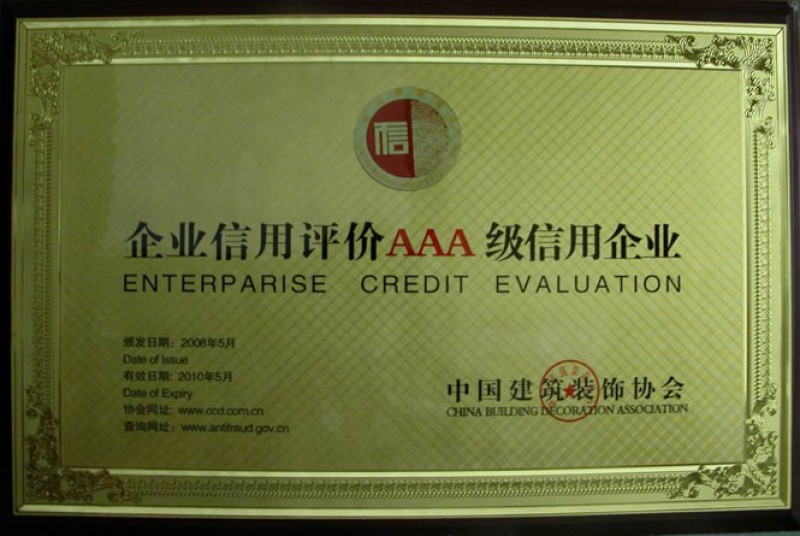 信
企业信用评价AAA级信用企业
ENTERPARISE CREDIT EVALUATION
颁发日期：2008年5月
Date of Issue
有效日期：2010年5月
Date of Expiry
协会网址：www.ccd.com.cn
查询网址：www.antifraud.gov.cn
中国建筑装饰协会
CHINA BUILDING DECORATION ASSOCIATION